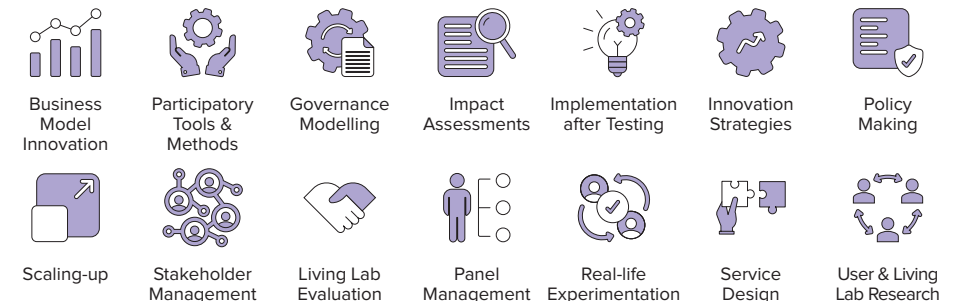 Business
Model
Innovation
Participatory
Tools &
Methods
Governance
Modelling
Impact
Assessments
Implementation
after Testing
Innovation
Strategies
Policy
Making
Scaling-up
Stakeholder
Management
Living Lab
Evaluation
Panel
Management
Real-life
Experimentation
Service
Design
User & Living
Lab Research